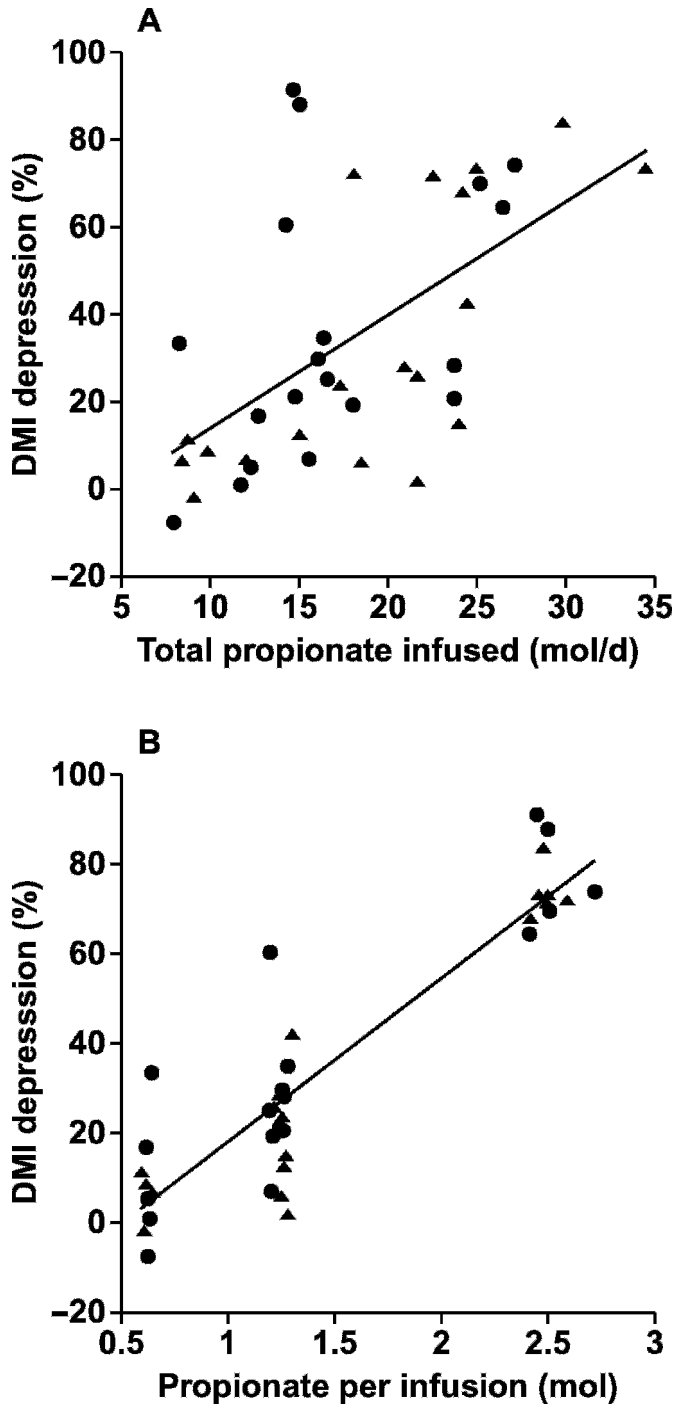 A
100
80
60
40
20
0
–20
DMI depresssion (%)
5 10 15 20 25 30 35
Total propionate infused (mol/d)
B
100
80
60
40
20
0
–20
DMI depresssion (%)
0.5 1 1.5 2 2.5 3
Propionate per infusion (mol)